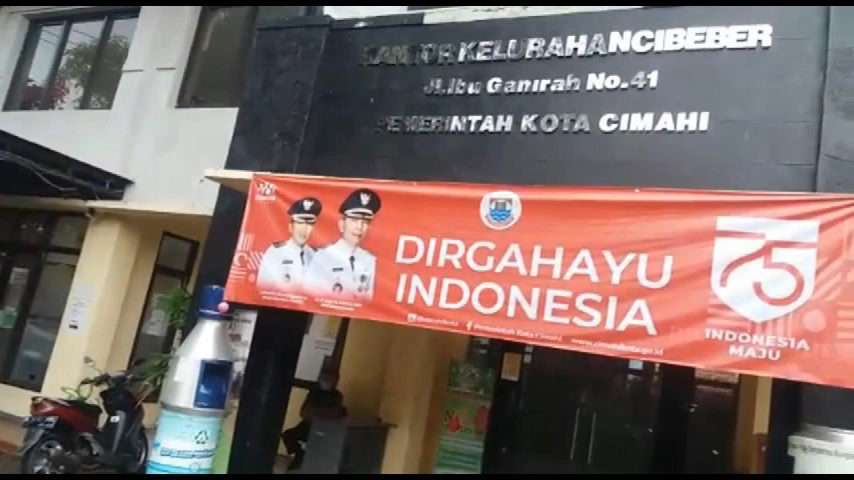 KANTOR KELURAHAN CIBEBER
Jl.Ibu Ganirah No.41
PEMERINTAH KOTA CIMAHI
DIRGAHAYU
INDONESIA
75
INDONESIA
MAJU
Pemerintah Kota Cimahi
www.cimahikota.go.id